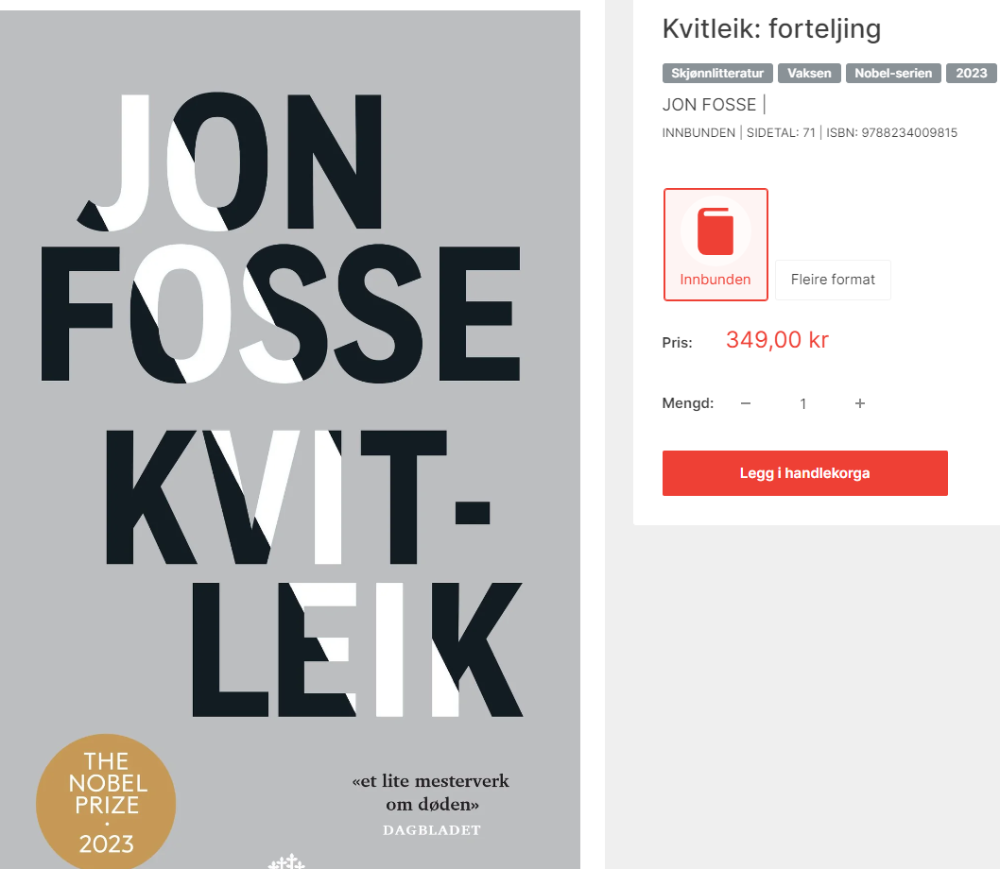 JON
FOSSE
KVIT-
LEIK
THE
NOBEL
PRIZE
·
2023
«et lite mesterverk
om døden»
DAGBLADET
Kvitleik: forteljing
Skjønnlitteratur Vaksen Nobel-serien 2023
JON FOSSE |
INNBUNDEN | SIDETAL: 71 | ISBN: 9788234009815
Innbunden
Fleire format
Pris: 349,00 kr
Mengd: − 1 +
Legg i handlekorga